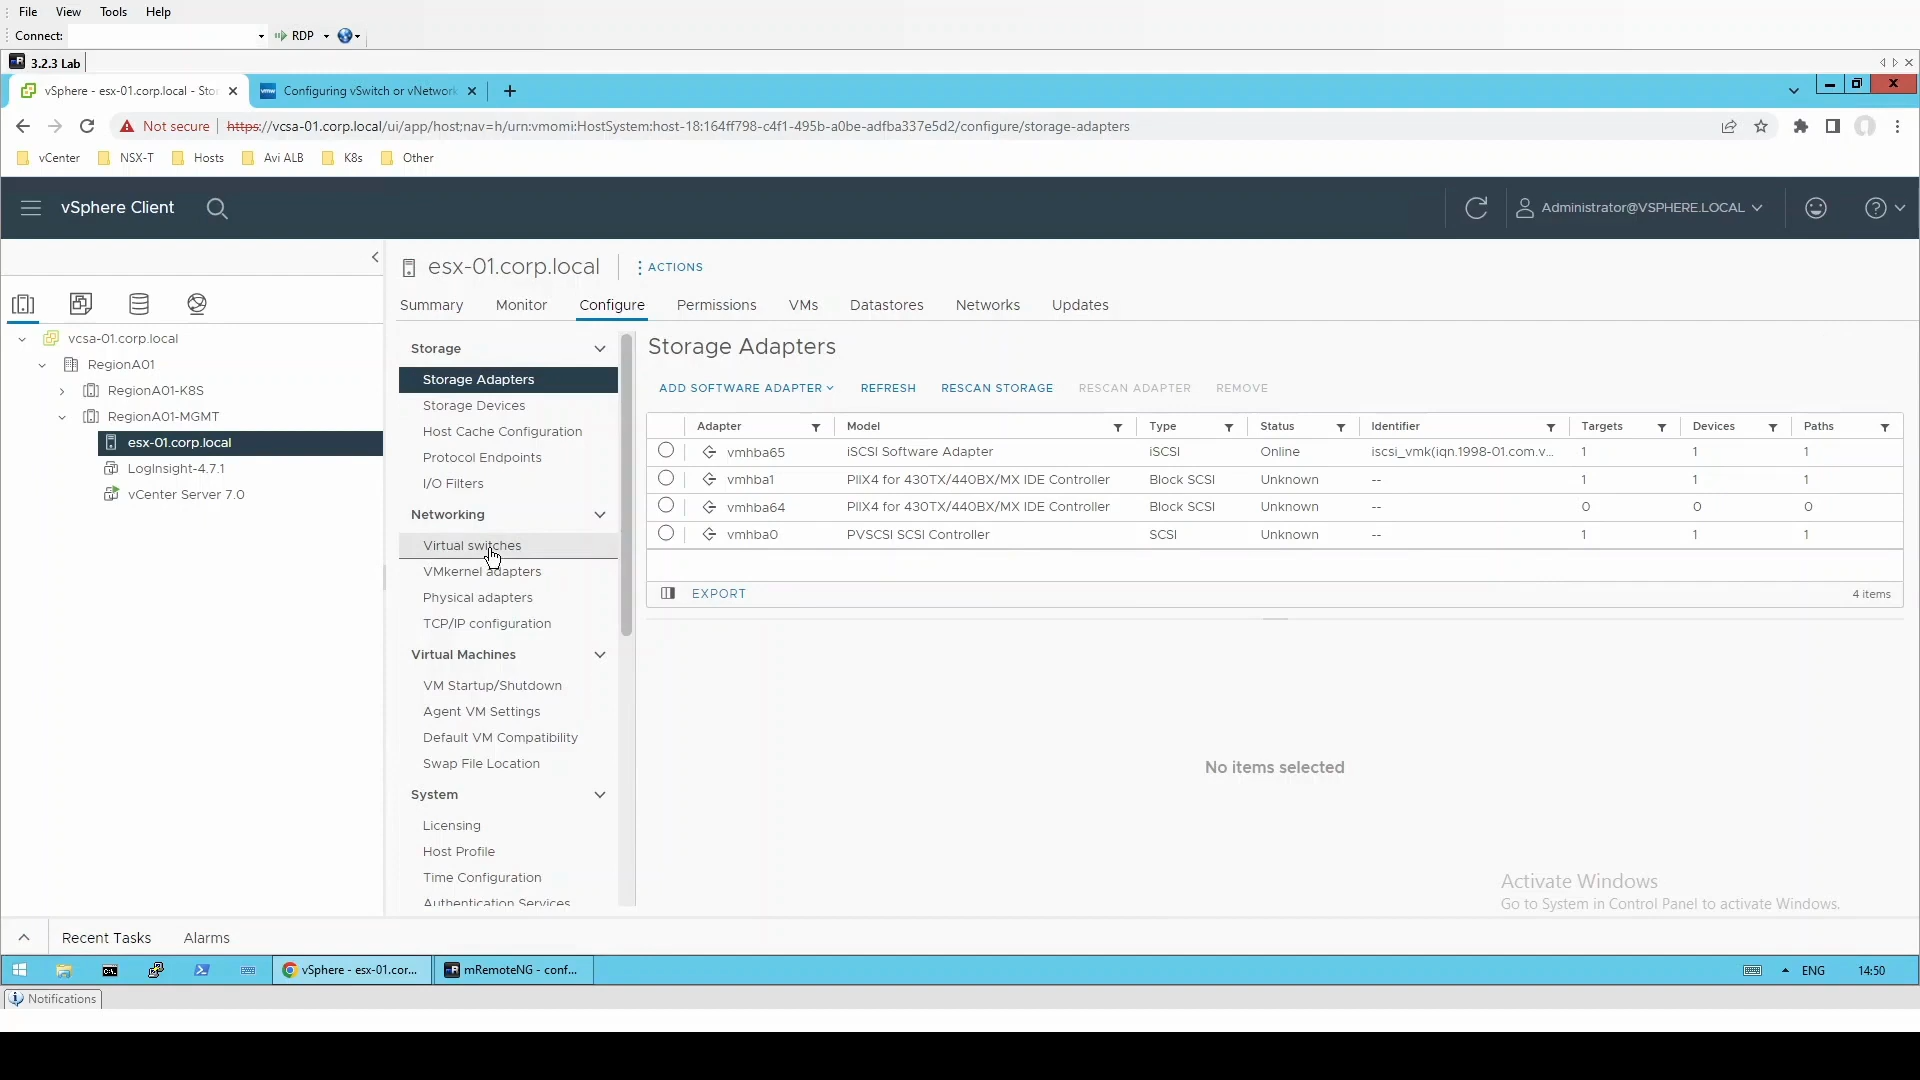 File View Tools Help
Connect: RDP
3.2.3 Lab
vSphere - esx-01.corp.local - Stor
Configuring vSwitch or vNetwork
Not secure https://vcsa-01.corp.local/ui/app/host;nav=h/urn:vmomi:HostSystem:host-18:164ff798-c4f1-495b-a0be-adfba337e5d2/configure/storage-adapters
vCenter NSX-T Hosts Avi ALB K8s Other
vSphere Client
Administrator@VSPHERE.LOCAL
esx-01.corp.local ACTIONS
Summary Monitor Configure Permissions VMs Datastores Networks Updates
vcsa-01.corp.local
RegionA01
RegionA01-K8S
RegionA01-MGMT
esx-01.corp.local
LogInsight-4.7.1
vCenter Server 7.0
Storage
Storage Adapters
Storage Devices
Host Cache Configuration
Protocol Endpoints
I/O Filters
Networking
Virtual switches
VMkernel adapters
Physical adapters
TCP/IP configuration
Virtual Machines
VM Startup/Shutdown
Agent VM Settings
Default VM Compatibility
Swap File Location
System
Licensing
Host Profile
Time Configuration
Authentication Services
Storage Adapters
ADD SOFTWARE ADAPTER REFRESH RESCAN STORAGE RESCAN ADAPTER REMOVE
Adapter Model Type Status Identifier Targets Devices Paths
vmhba65 iSCSI Software Adapter iSCSI Online iscsi_vmk(iqn.1998-01.com.v... 1 1 1
vmhba1 PIIX4 for 430TX/440BX/MX IDE Controller Block SCSI Unknown -- 1 1 1
vmhba64 PIIX4 for 430TX/440BX/MX IDE Controller Block SCSI Unknown -- 0 0 0
vmhba0 PVSCSI SCSI Controller SCSI Unknown -- 1 1 1
EXPORT 4 items
No items selected
Activate Windows
Go to System in Control Panel to activate Windows.
Recent Tasks Alarms
vSphere - esx-01.cor... mRemoteNG - conf... ENG 14:50
Notifications